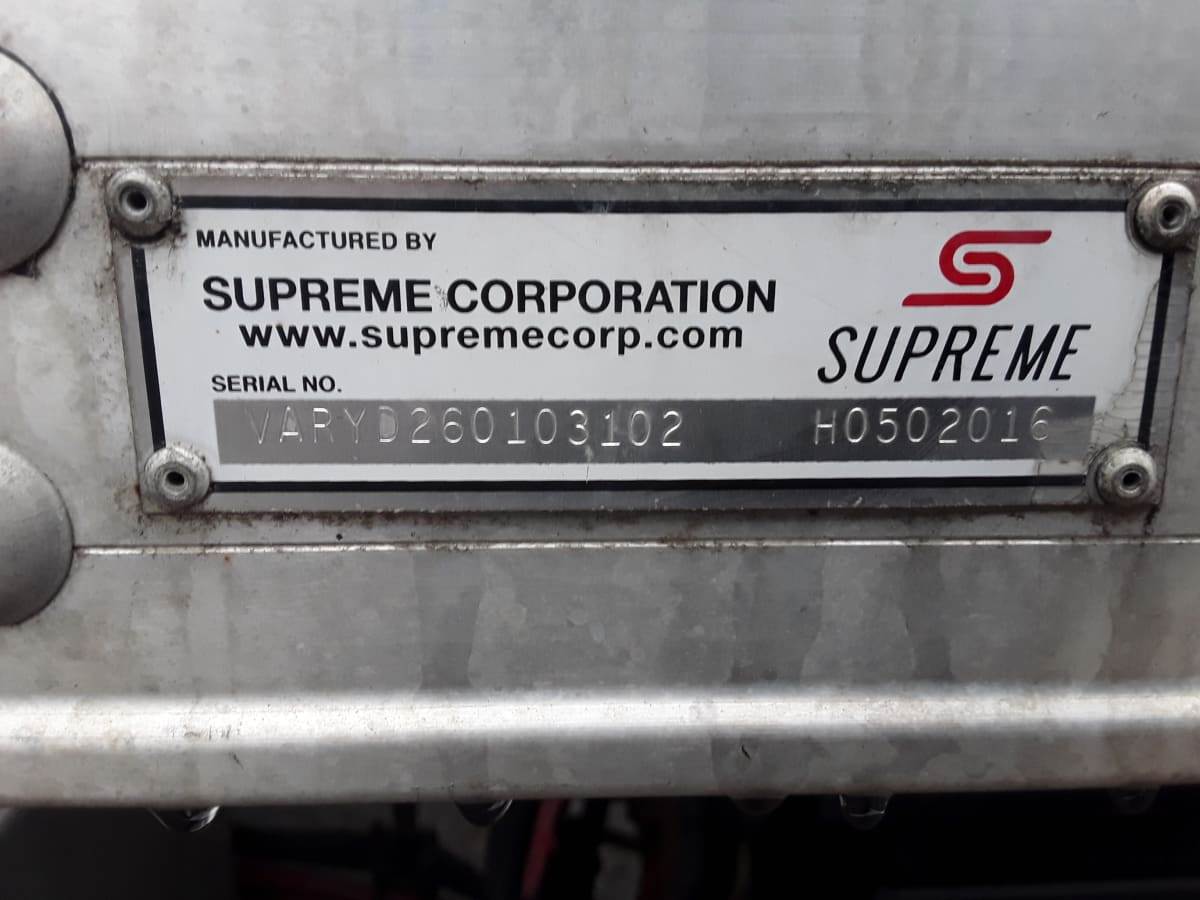 MANUFACTURED BY
SUPREME CORPORATION
www.supremecorp.com
SUPREME
SERIAL NO.
VARYD260103102 H0502016